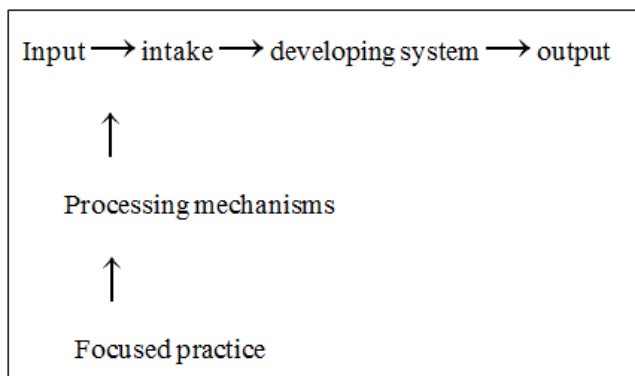 Input → intake → developing system → output
↑
Processing mechanisms
↑
Focused practice